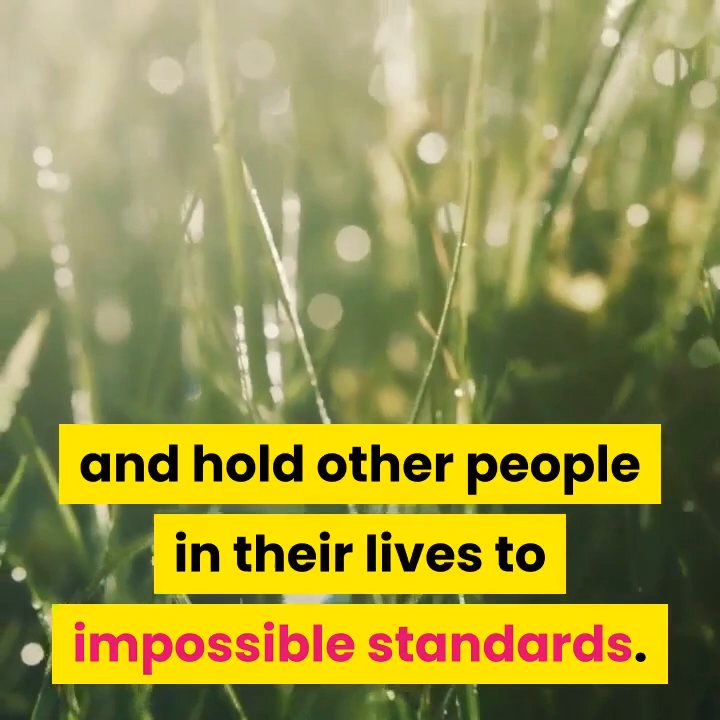 and hold other people
in their lives to
impossible standards.